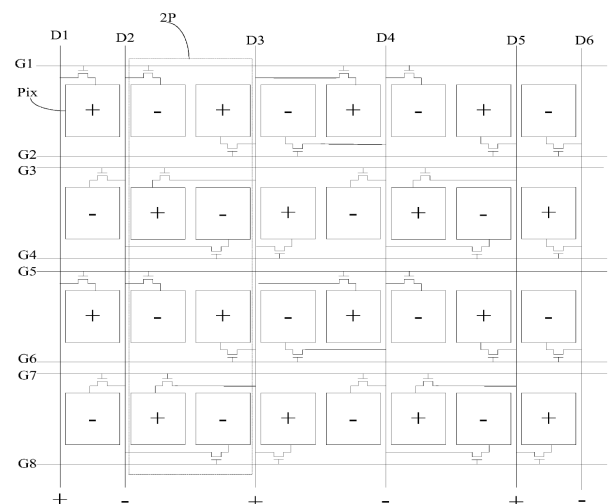 2P
D1 D2 D3 D4 D5 D6
G1
Pix
+ - + - + - + -
G2
G3
- + - + - + - +
G4
G5
+ - + - + - + -
G6
G7
- + - + - + - +
G8
+ - + - + -